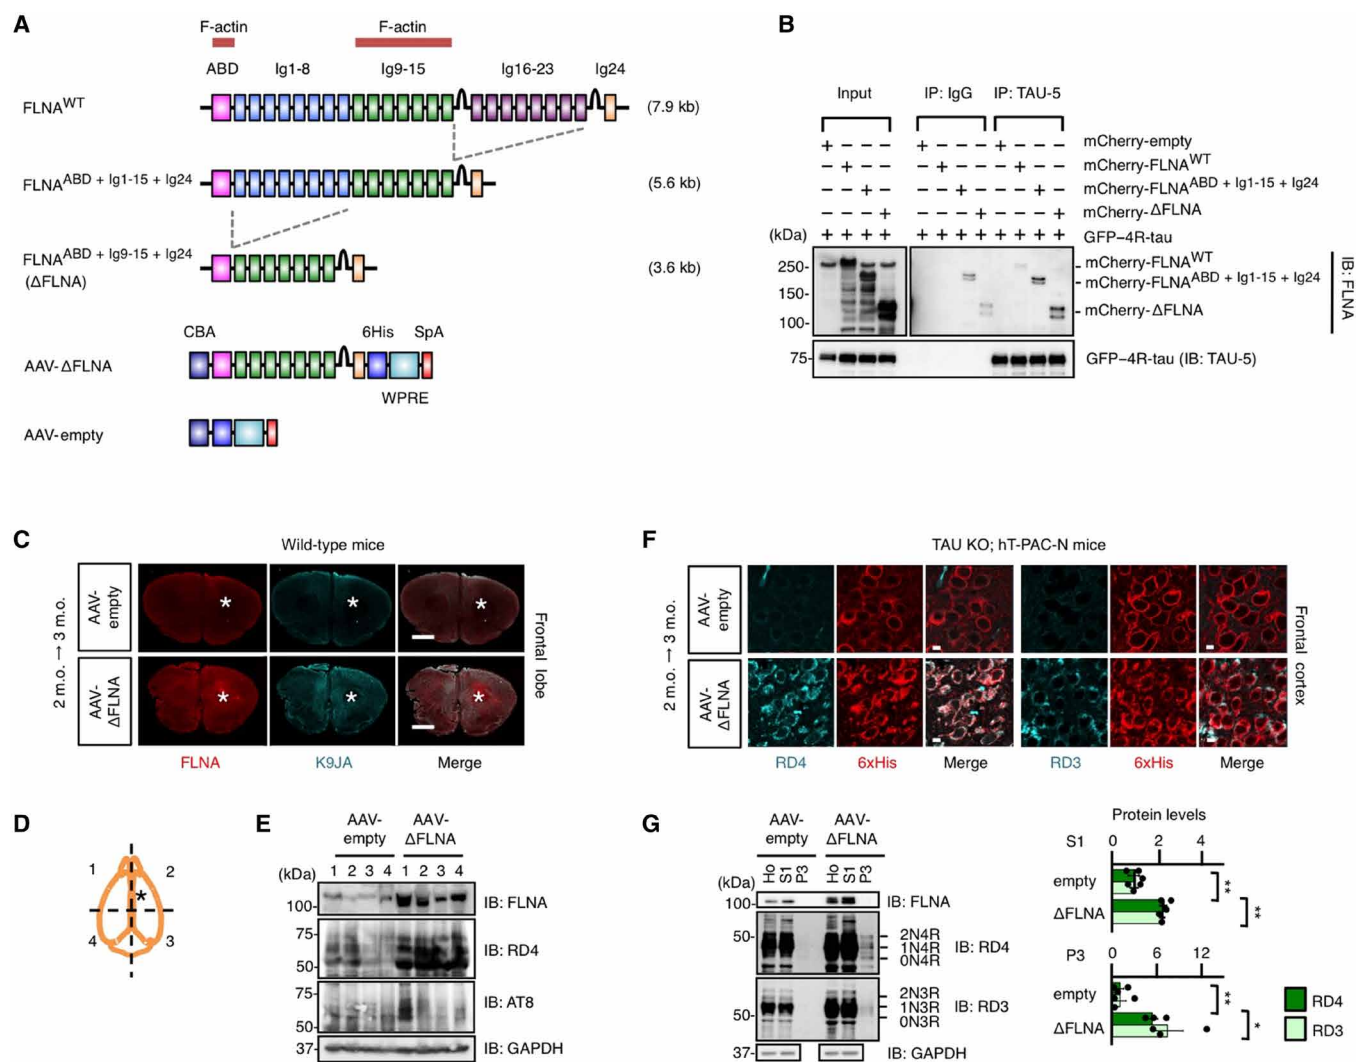 A
F-actin F-actin
ABD Ig1-8 Ig9-15 Ig16-23 Ig24
FLNA^WT (7.9 kb)
FLNA^ABD + Ig1-15 + Ig24 (5.6 kb)
FLNA^ABD + Ig9-15 + Ig24 (3.6 kb)
(ΔFLNA)
CBA 6His SpA
AAV-ΔFLNA
WPRE
AAV-empty
B
Input IP: IgG IP: TAU-5
+ − − − + − − − + − − − mCherry-empty
− + − − − + − − − + − − mCherry-FLNA^WT
− − + − − − + − − − + − mCherry-FLNA^ABD + Ig1-15 + Ig24
− − − + − − − + − − − + mCherry-ΔFLNA
(kDa) + + + + + + + + + + + + GFP–4R-tau
250- mCherry-FLNA^WT
mCherry-FLNA^ABD + Ig1-15 + Ig24
150-
mCherry-ΔFLNA
100-
IB: FLNA
75- GFP–4R-tau (IB: TAU-5)
C
Wild-type mice
2 m.o. → 3 m.o.
AAV-
empty
* * *
AAV-
ΔFLNA
* * *
Frontal lobe
FLNA K9JA Merge
D
1 2
*
4 3
E
AAV- AAV-
empty ΔFLNA
(kDa) 1 2 3 4 1 2 3 4
100- IB: FLNA
75-
IB: RD4
50-
75-
IB: AT8
50-
37- IB: GAPDH
F
TAU KO; hT-PAC-N mice
2 m.o. → 3 m.o.
AAV-
empty
AAV-
ΔFLNA
Frontal cortex
RD4 6xHis Merge RD3 6xHis Merge
G
AAV- AAV-
empty ΔFLNA
(kDa) Ho S1 P3 Ho S1 P3
100- IB: FLNA
50- 2N4R
1N4R IB: RD4
0N4R
2N3R
50- 1N3R IB: RD3
0N3R
37- IB: GAPDH
Protein levels
S1 0 2 4
empty **
ΔFLNA **
P3 0 6 12
empty **
ΔFLNA *
RD4
RD3